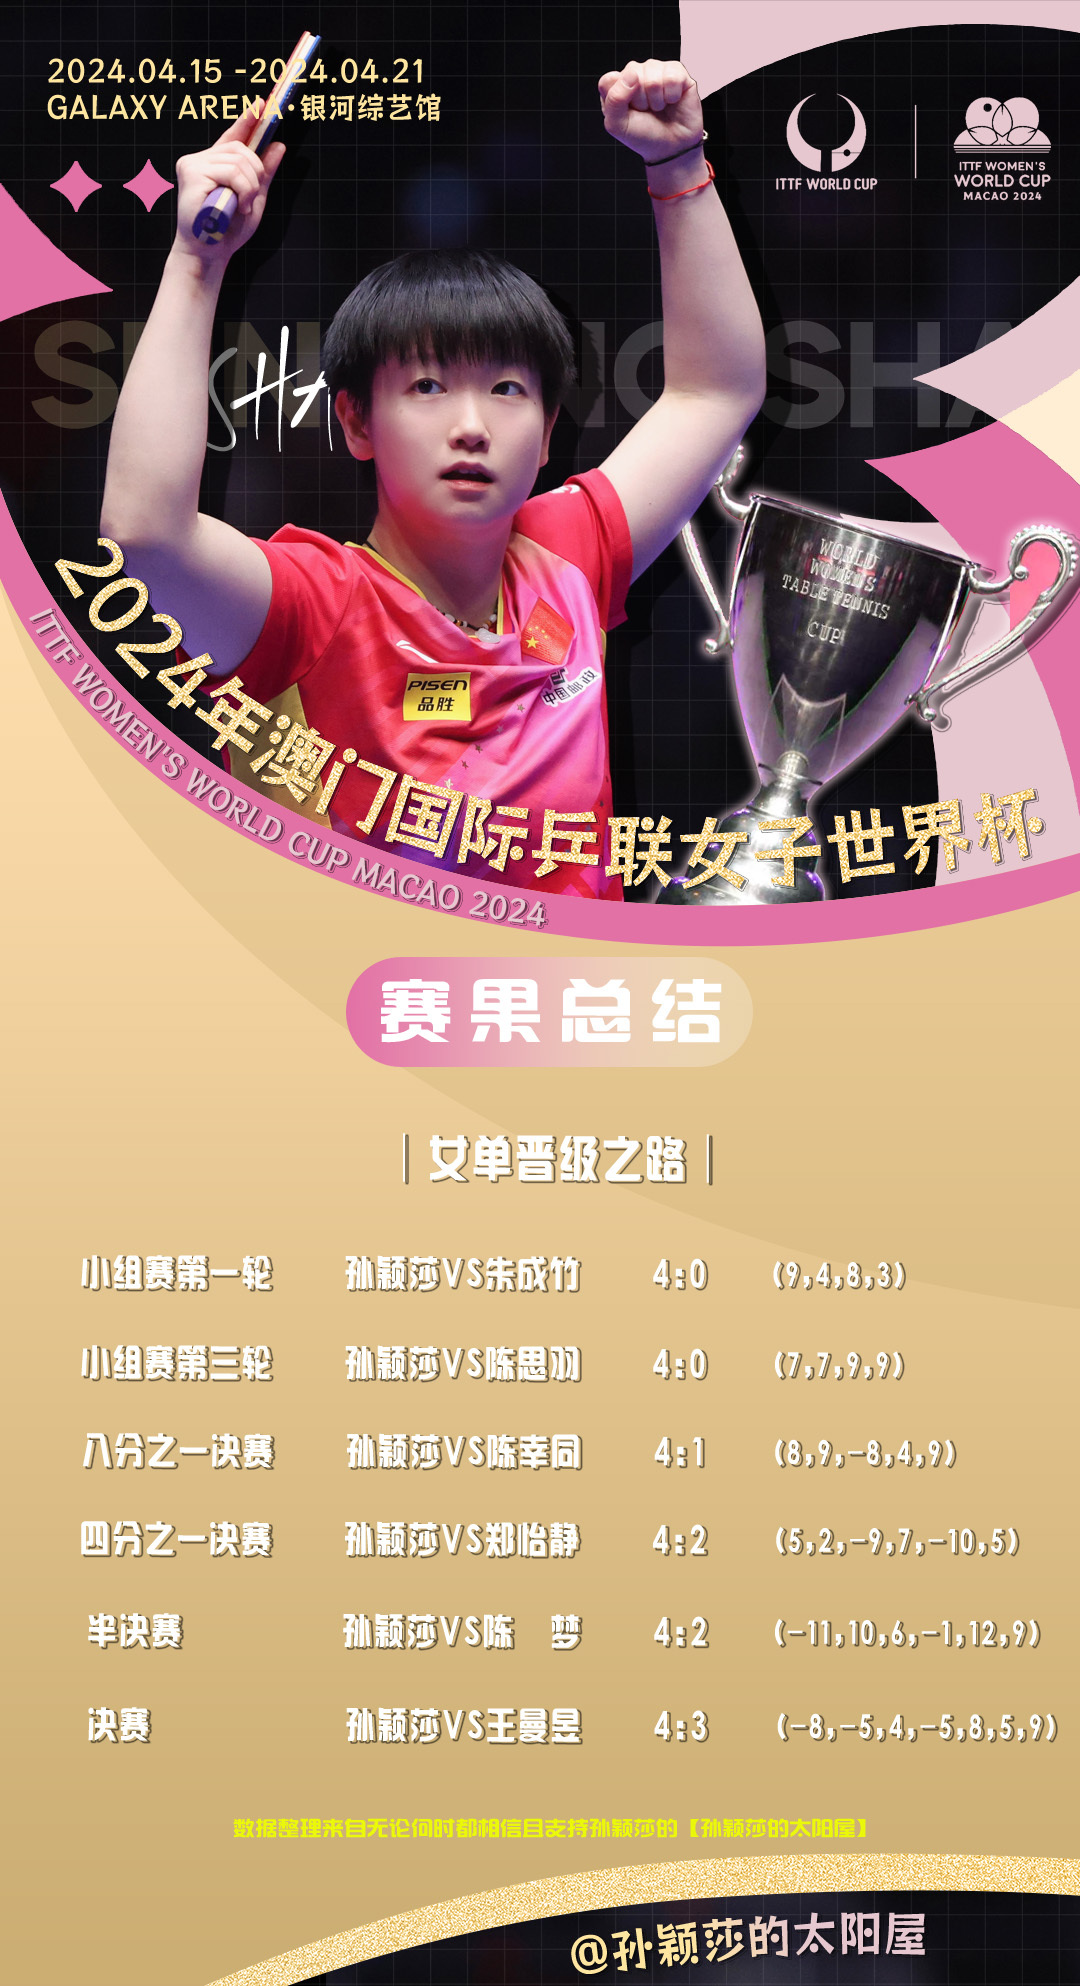 2024.04.15 -2024.04.21
GALAXY ARENA·银河综艺馆
ITTF WORLD CUP
ITTF WOMEN'S
WORLD CUP
MACAO 2024
WORLD
WOMEN'S
TABLE TENNIS
CUP
PISEN
品胜
中国邮政
2024年澳门国际乒联女子世界杯
ITTF WOMEN'S WORLD CUP MACAO 2024
赛果总结
女单晋级之路
小组赛第一轮 孙颖莎VS朱成竹 4:0 (9,4,8,3)
小组赛第三轮 孙颖莎VS陈思羽 4:0 (7,7,9,9)
八分之一决赛 孙颖莎VS陈幸同 4:1 (8,9,-8,4,9)
四分之一决赛 孙颖莎VS郑怡静 4:2 (5,2,-9,7,-10,5)
半决赛 孙颖莎VS陈 梦 4:2 (-11,10,6,-1,12,9)
决赛 孙颖莎VS王曼昱 4:3 (-8,-5,4,-5,8,5,9)
数据整理来自无论何时都相信且支持孙颖莎的【孙颖莎的太阳屋】
@孙颖莎的太阳屋